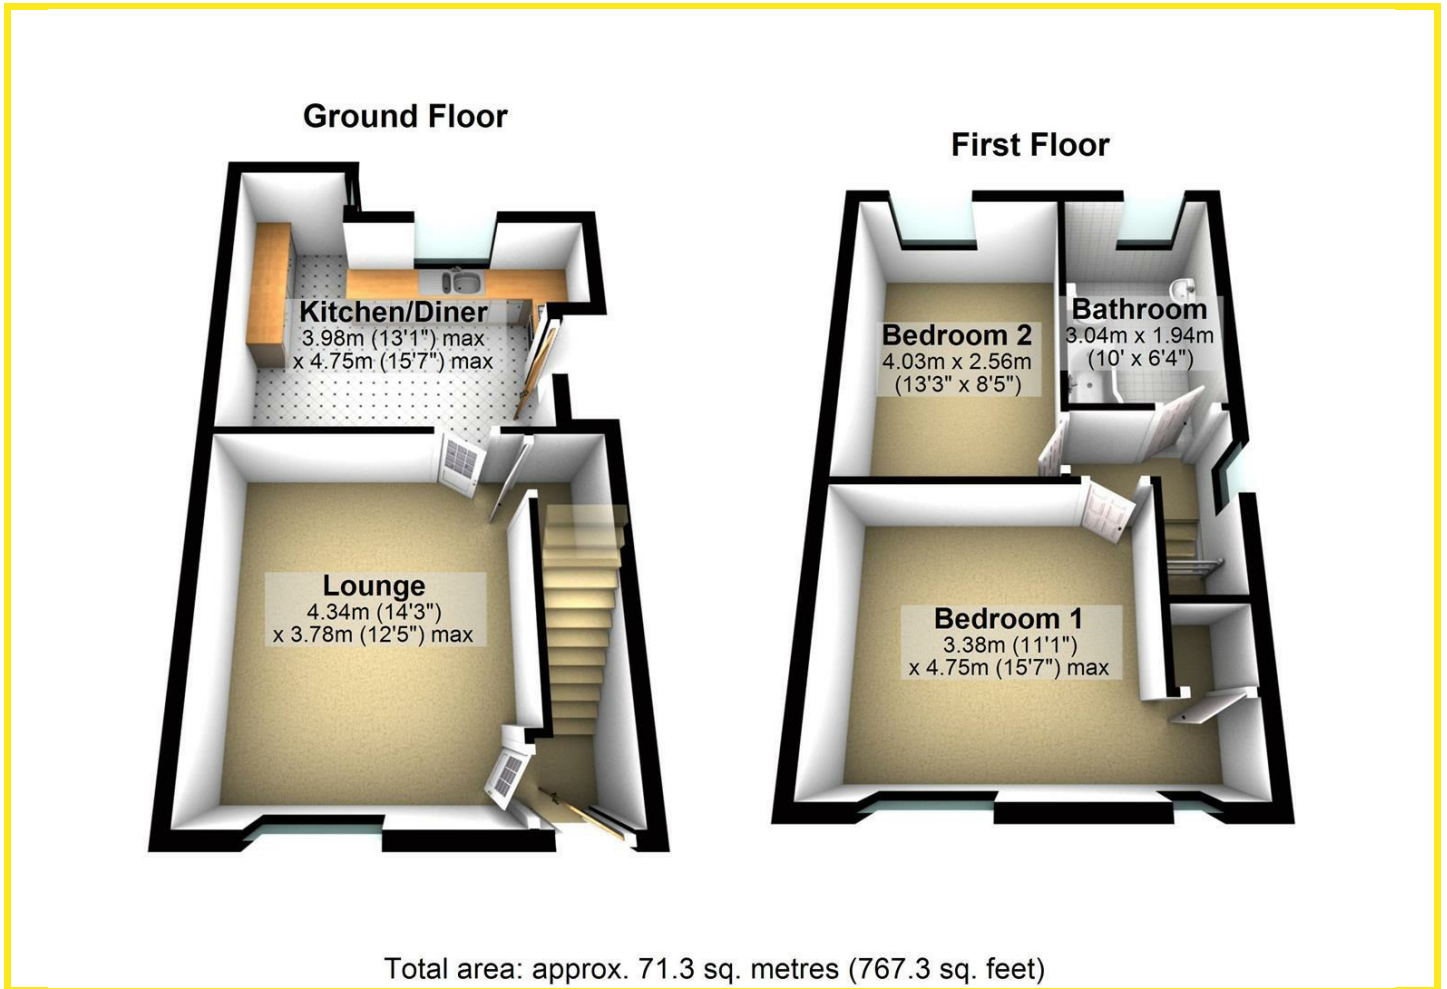 Ground Floor
Kitchen/Diner
3.98m (13'1") max
x 4.75m (15'7") max
Lounge
4.34m (14'3")
x 3.78m (12'5") max
First Floor
Bedroom 2
4.03m x 2.56m
(13'3" x 8'5")
Bathroom
3.04m x 1.94m
(10' x 6'4")
Bedroom 1
3.38m (11'1")
x 4.75m (15'7") max
Total area: approx. 71.3 sq. metres (767.3 sq. feet)